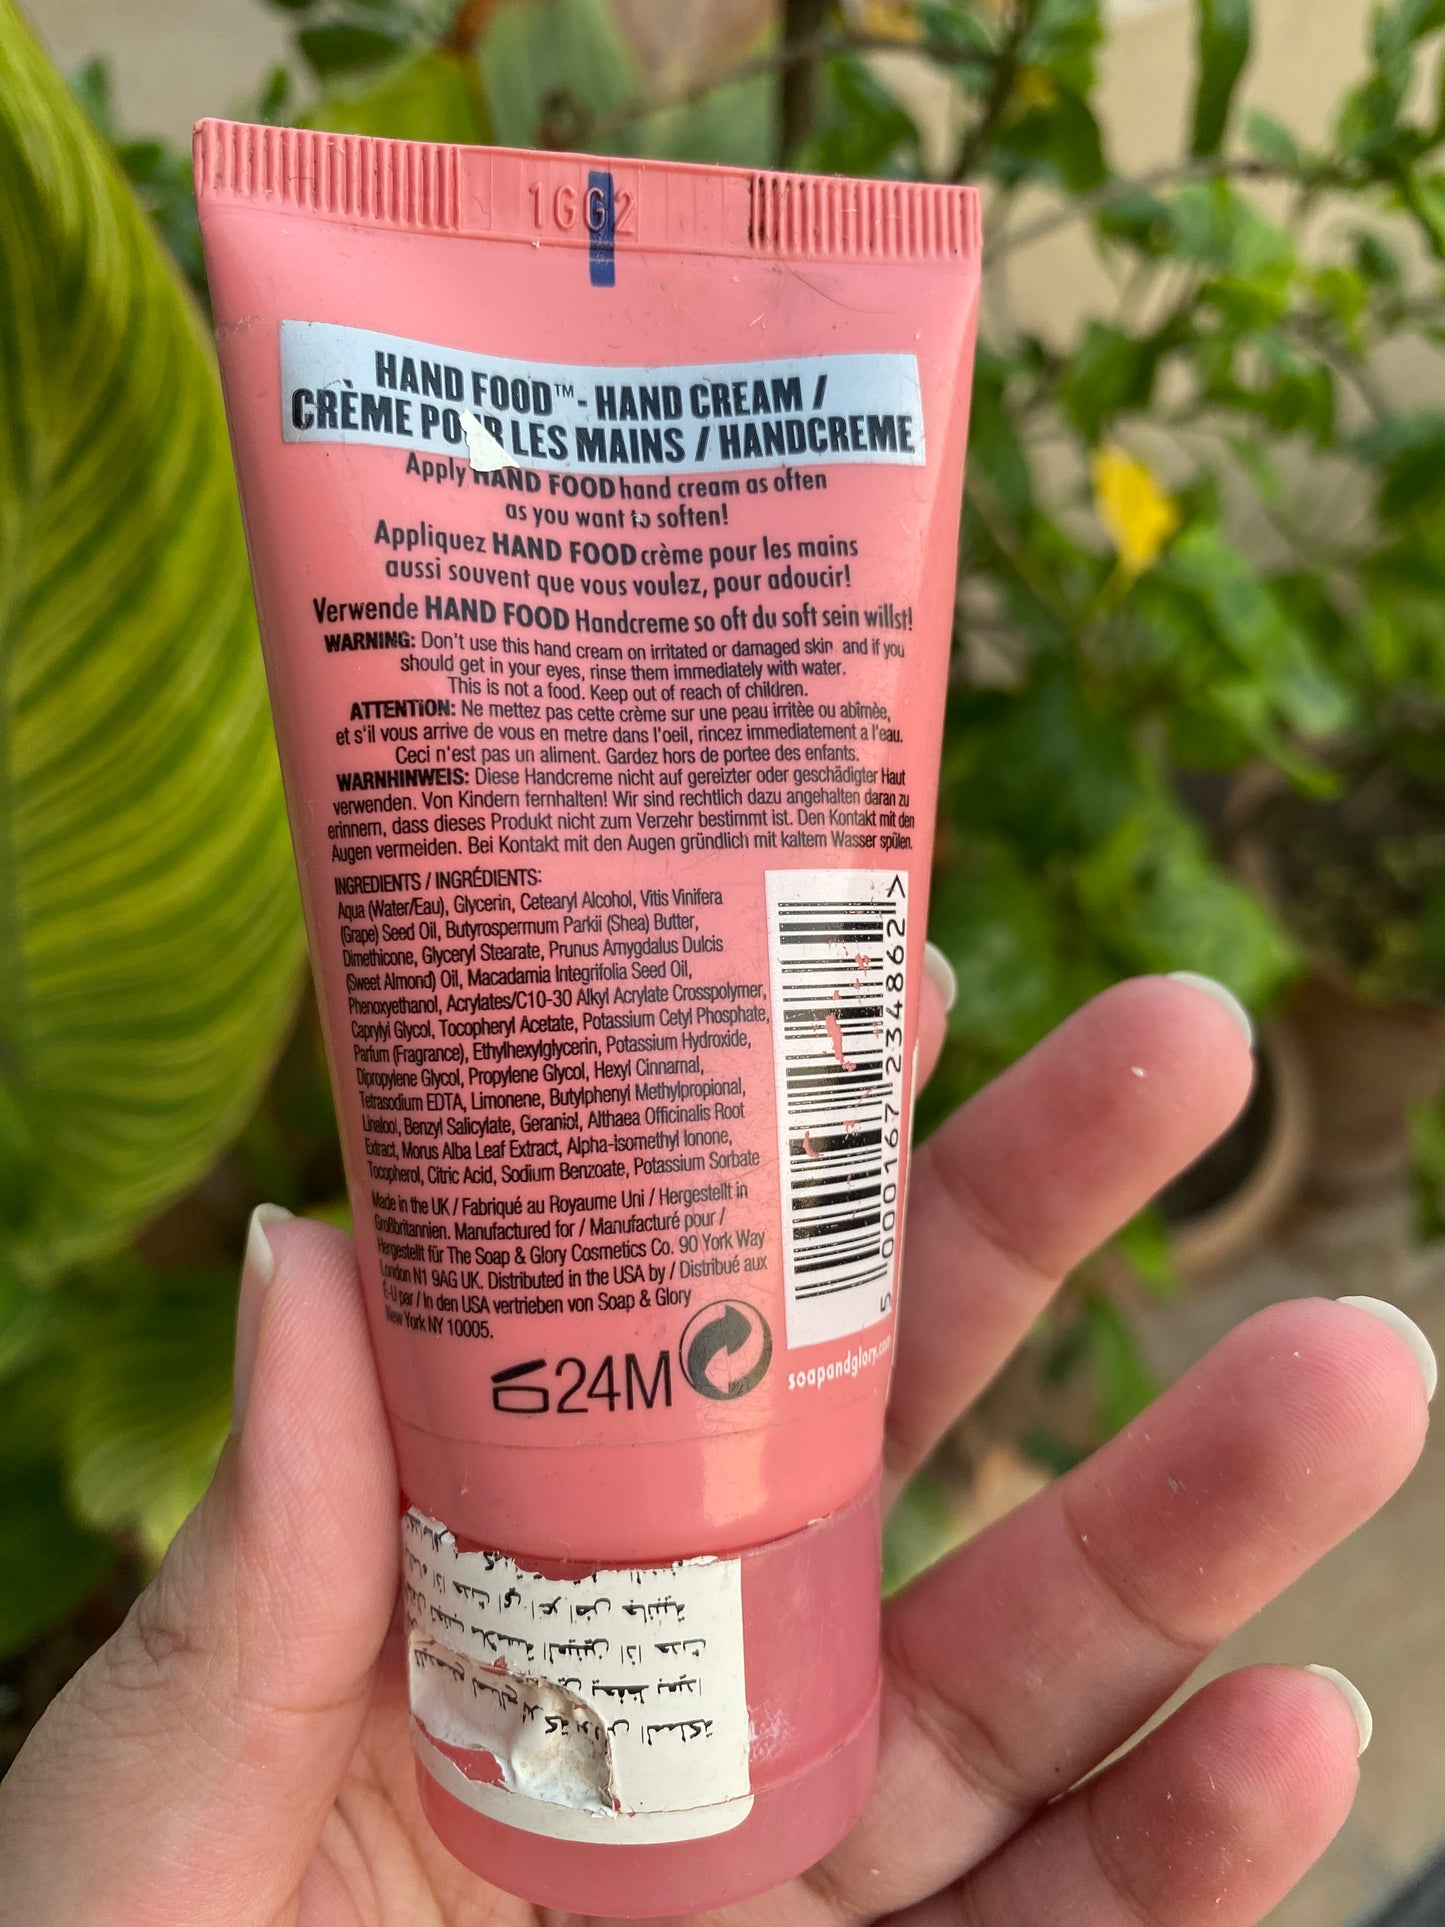 1GG2
HAND FOOD™ - HAND CREAM /
CRÈME POUR LES MAINS / HANDCREME
Apply HAND FOOD hand cream as often
as you want to soften!
Appliquez HAND FOOD crème pour les mains
aussi souvent que vous voulez, pour adoucir!
Verwende HAND FOOD Handcreme so oft du soft sein willst!
WARNING: Don't use this hand cream on irritated or damaged skin and if you
should get in your eyes, rinse them immediately with water.
This is not a food. Keep out of reach of children.
ATTENTION: Ne mettez pas cette crème sur une peau irritèe ou abîmèe,
et s'il vous arrive de vous en metre dans l'oeil, rincez immediatement a l'eau.
Ceci n'est pas un aliment. Gardez hors de portee des enfants.
WARNHINWEIS: Diese Handcreme nicht auf gereizter oder geschädigter Haut
verwenden. Von Kindern fernhalten! Wir sind rechtlich dazu angehalten daran zu
erinnern, dass dieses Produkt nicht zum Verzehr bestimmt ist. Den Kontakt mit den
Augen vermeiden. Bei Kontakt mit den Augen gründlich mit kaltem Wasser spülen.
INGREDIENTS / INGRÉDIENTS:
Aqua (Water/Eau), Glycerin, Cetearyl Alcohol, Vitis Vinifera
(Grape) Seed Oil, Butyrospermum Parkii (Shea) Butter,
Dimethicone, Glyceryl Stearate, Prunus Amygdalus Dulcis
(Sweet Almond) Oil, Macadamia Integrifolia Seed Oil,
Phenoxyethanol, Acrylates/C10-30 Alkyl Acrylate Crosspolymer,
Caprylyl Glycol, Tocopheryl Acetate, Potassium Cetyl Phosphate,
Parfum (Fragrance), Ethylhexylglycerin, Potassium Hydroxide,
Dipropylene Glycol, Propylene Glycol, Hexyl Cinnamal,
Tetrasodium EDTA, Limonene, Butylphenyl Methylpropional,
Linalool, Benzyl Salicylate, Geraniol, Althaea Officinalis Root
Extract, Morus Alba Leaf Extract, Alpha-isomethyl Ionone,
Tocopherol, Citric Acid, Sodium Benzoate, Potassium Sorbate
Made in the UK / Fabriqué au Royaume Uni / Hergestellt in
Großbritannien. Manufactured for / Manufacturé pour /
Hergestellt für The Soap & Glory Cosmetics Co. 90 York Way
London N1 9AG UK. Distributed in the USA by / Distribué aux
É-U par / In den USA vertrieben von Soap & Glory
New York NY 10005.
24M
5 000167 234862 >
soapandglory.com
المملكة
يحفظ بعيدا
ملامسة العينين اذا حدث
اذا حدث اي اعراض جانبية